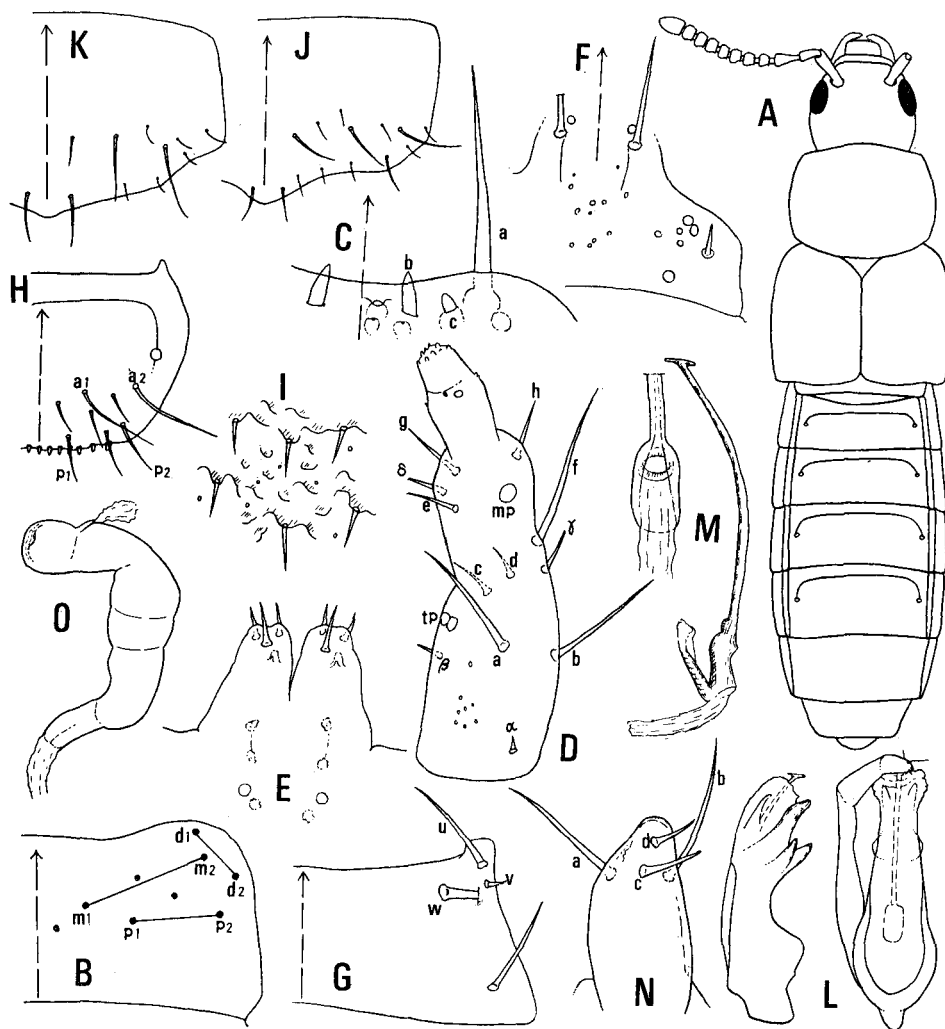 K
J
F
A
C
a
b
c
H
a1
a2
p1
p2
I
g
h
δ
e
f
mp
γ
c
d
tp
a
b
β
α
D
M
O
E
B
d1
m2
d2
m1
p1
p2
u
v
w
G
a
b
d
c
N
L